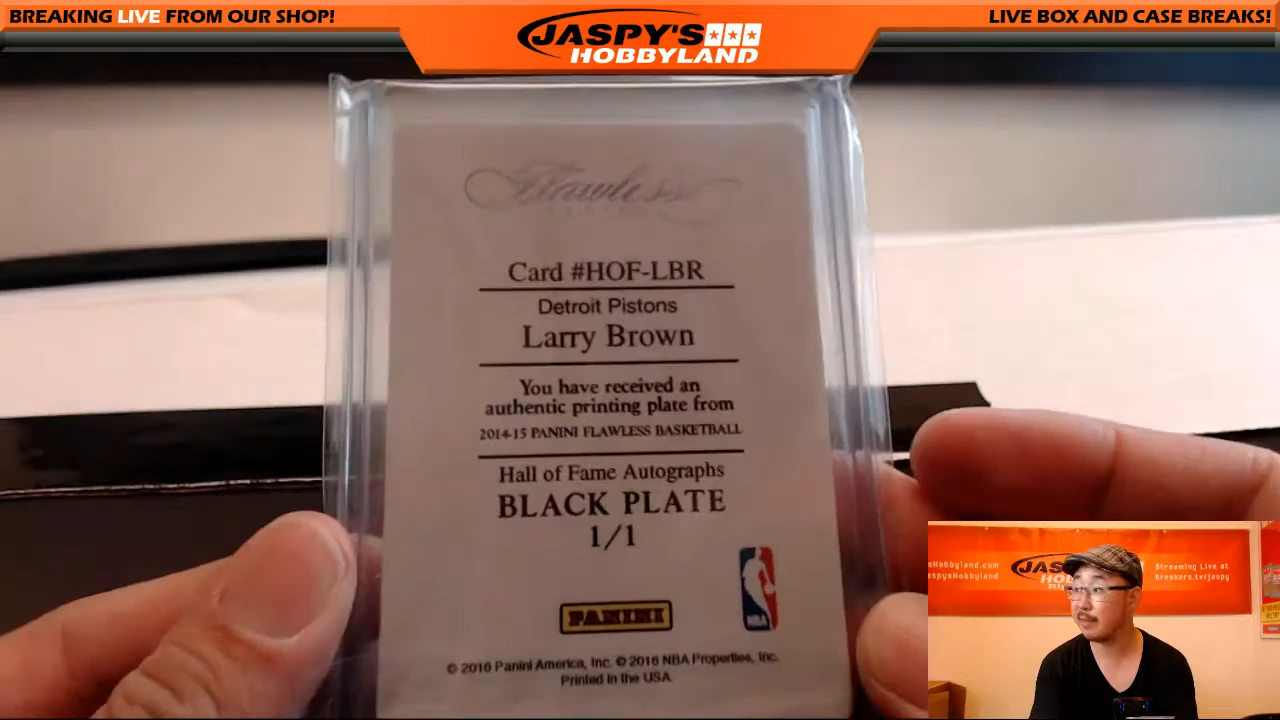 BREAKING LIVE FROM OUR SHOP!
JASPY'S
HOBBYLAND
LIVE BOX AND CASE BREAKS!
Flawless
Card #HOF-LBR
Detroit Pistons
Larry Brown
You have received an
authentic printing plate from
2014-15 PANINI FLAWLESS BASKETBALL
Hall of Fame Autographs
BLACK PLATE
1/1
NBA
PANINI
© 2016 Panini America, Inc. © 2016 NBA Properties, Inc.
Printed in the USA.
Streaming Live at
breakers.tv/jaspy